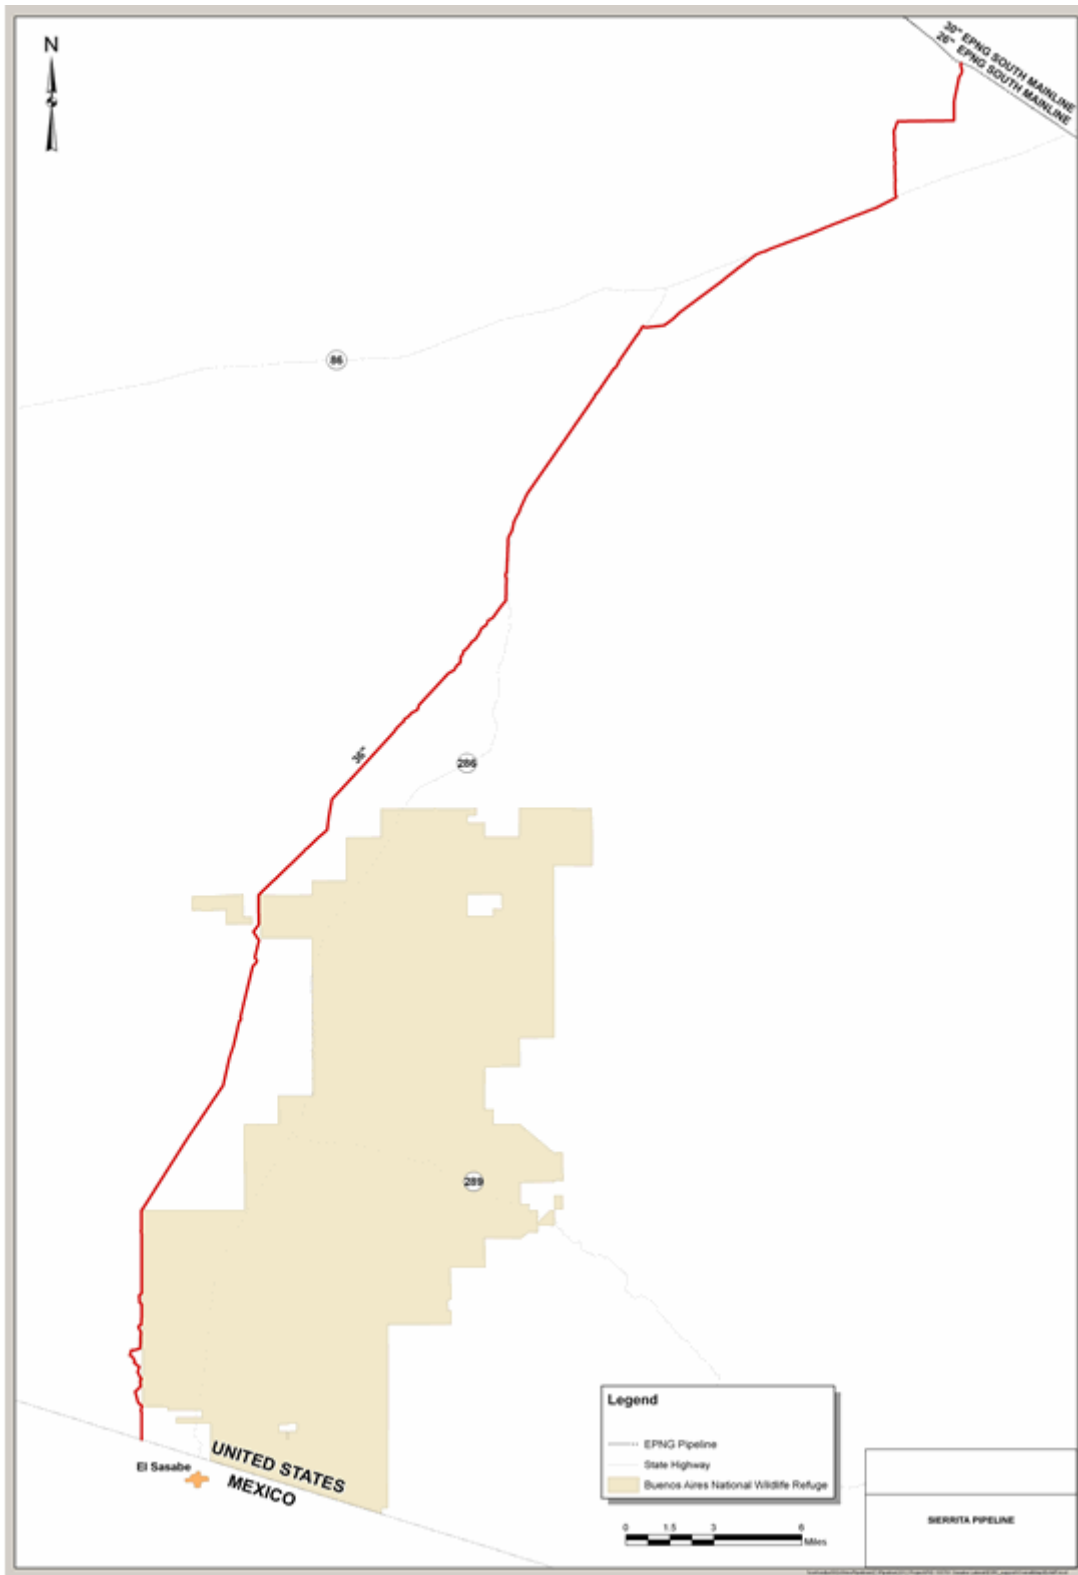 N
30" EPNG SOUTH MAINLINE
26" EPNG SOUTH MAINLINE
86
36"
286
289
UNITED STATES
El Sasabe
MEXICO
Legend
EPNG Pipeline
State Highway
Buenos Aires National Wildlife Refuge
0 1.5 3 6
Miles
SIERRITA PIPELINE